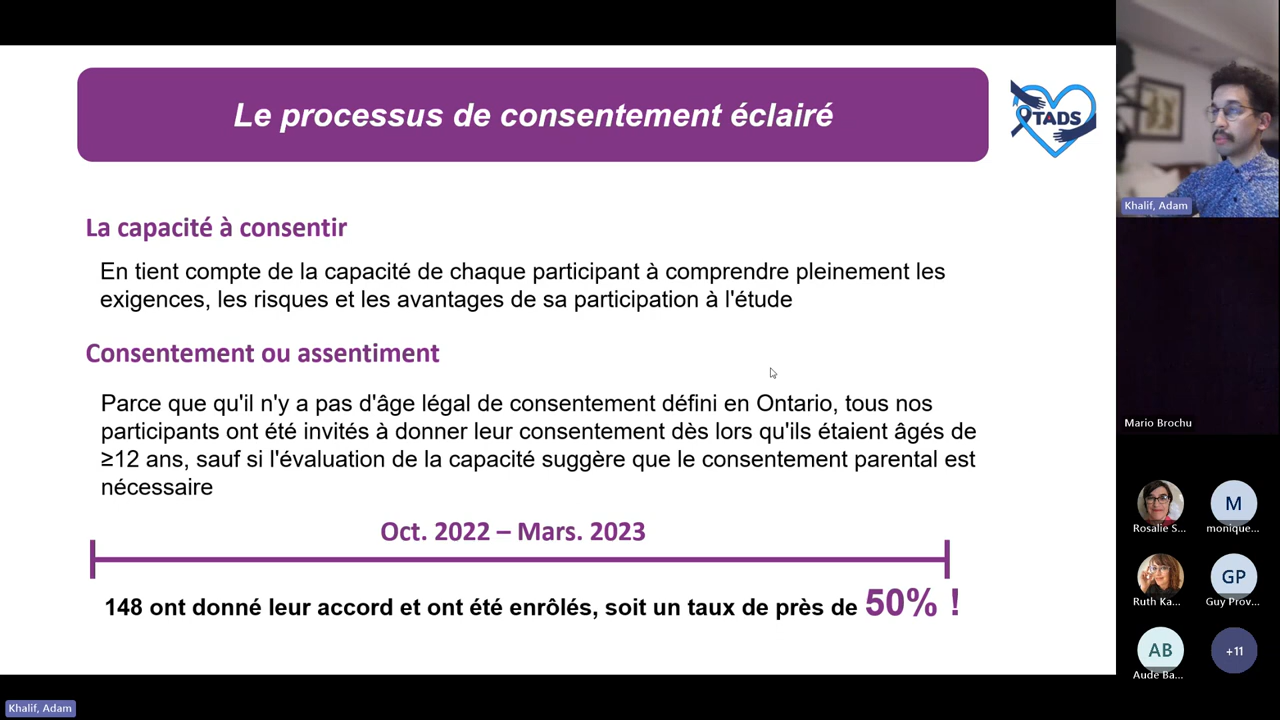 Le processus de consentement éclairé
TADS
La capacité à consentir
En tient compte de la capacité de chaque participant à comprendre pleinement les
exigences, les risques et les avantages de sa participation à l'étude
Consentement ou assentiment
Parce que qu'il n'y a pas d'âge légal de consentement défini en Ontario, tous nos
participants ont été invités à donner leur consentement dès lors qu'ils étaient âgés de
≥12 ans, sauf si l'évaluation de la capacité suggère que le consentement parental est
nécessaire
Oct. 2022 – Mars. 2023
148 ont donné leur accord et ont été enrôlés, soit un taux de près de 50% !
Khalif, Adam
Mario Brochu
M
Rosalie S... monique...
GP
Ruth Ka... Guy Prov...
AB +11
Aude Ba...
Khalif, Adam